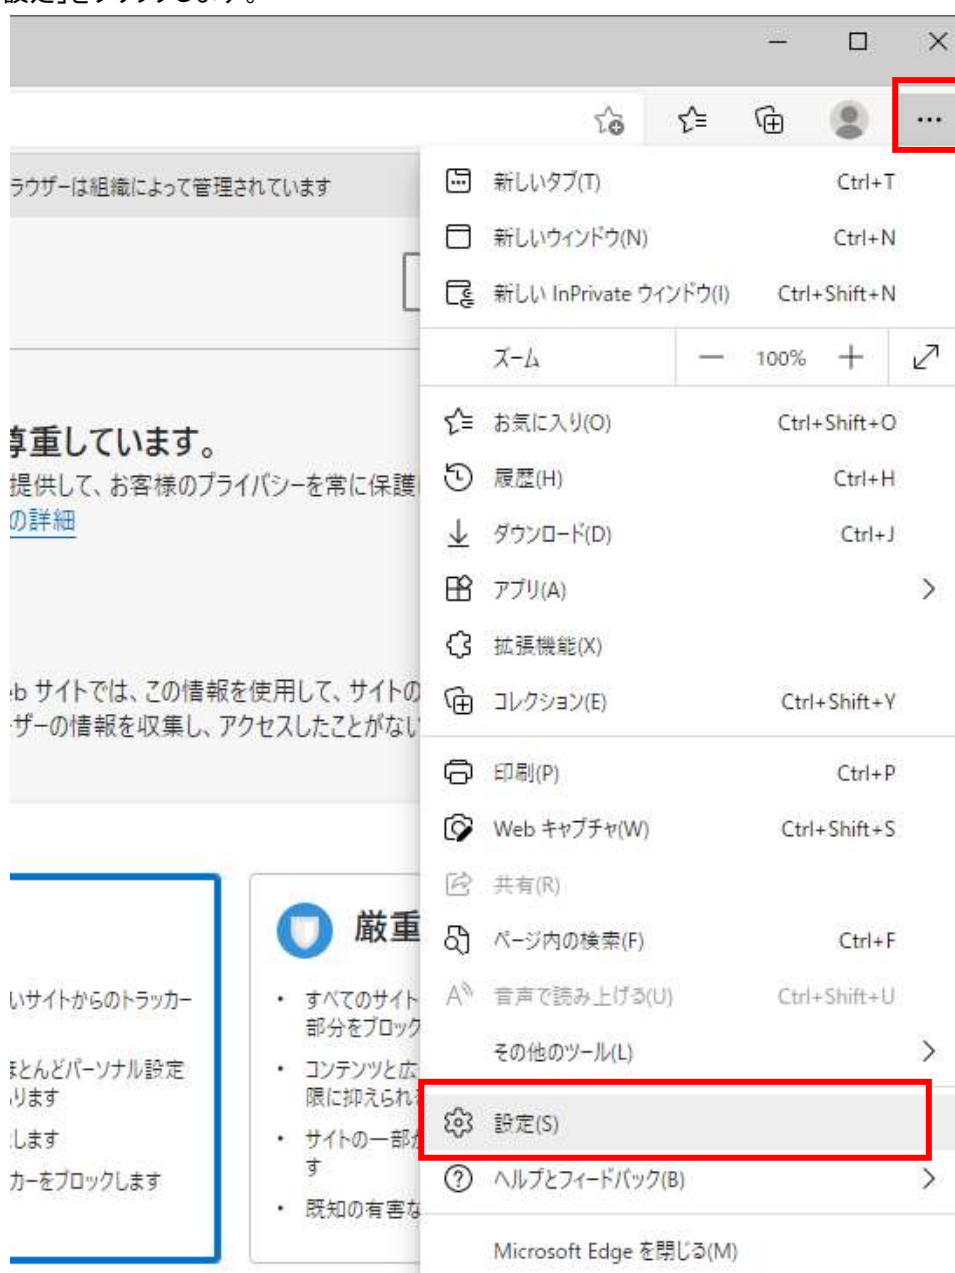 設定」をクリックします。
ラウザーは組織によって管理されています
新しいタブ(T) Ctrl+T
新しいウィンドウ(N) Ctrl+N
新しい InPrivate ウィンドウ(I) Ctrl+Shift+N
ズーム — 100% +
お気に入り(O) Ctrl+Shift+O
履歴(H) Ctrl+H
ダウンロード(D) Ctrl+J
アプリ(A)
拡張機能(X)
コレクション(E) Ctrl+Shift+Y
印刷(P) Ctrl+P
Web キャプチャ(W) Ctrl+Shift+S
共有(R)
ページ内の検索(F) Ctrl+F
音声で読み上げる(U) Ctrl+Shift+U
その他のツール(L)
設定(S)
ヘルプとフィードバック(B)
Microsoft Edge を閉じる(M)
尊重しています。
提供して、お客様のプライバシーを常に保護
の詳細
eb サイトでは、この情報を使用して、サイトの
ーザーの情報を収集し、アクセスしたことがない
いサイトからのトラッカー
ほとんどパーソナル設定
ります
します
カーをブロックします
厳重
• すべてのサイト
部分をブロック
• コンテンツと広
限に抑えられ
• サイトの一部が
す
• 既知の有害な